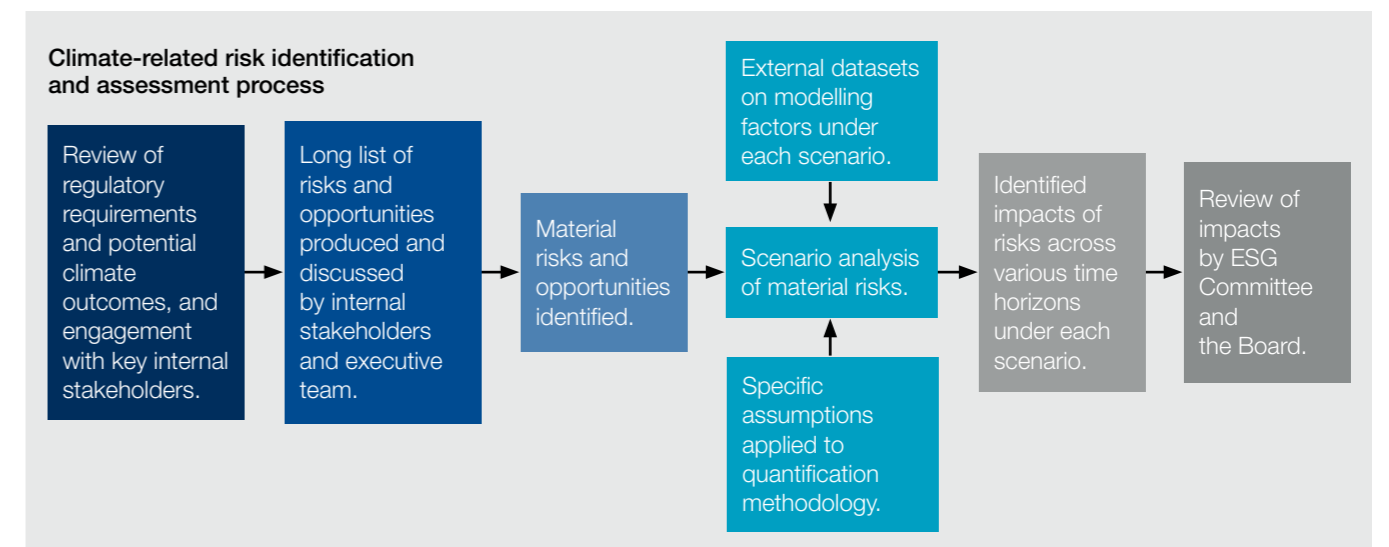 Climate-related risk identification
and assessment process
Review of
regulatory
requirements
and potential
climate
outcomes, and
engagement
with key internal
stakeholders.
Long list of
risks and
opportunities
produced and
discussed
by internal
stakeholders
and executive
team.
Material
risks and
opportunities
identified.
External datasets
on modelling
factors under
each scenario.
Scenario analysis
of material risks.
Specific
assumptions
applied to
quantification
methodology.
Identified
impacts of
risks across
various time
horizons
under each
scenario.
Review of
impacts
by ESG
Committee
and
the Board.